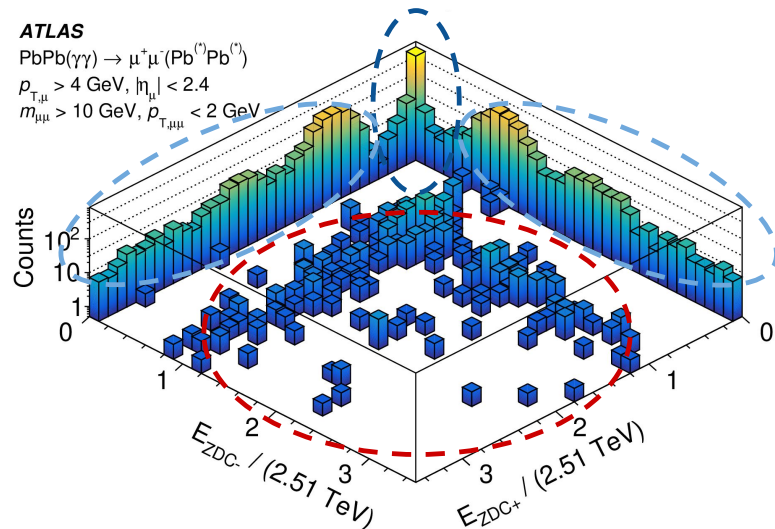 ATLAS
PbPb(γγ) → μ⁺μ⁻(Pb⁽*⁾Pb⁽*⁾)
p_T,μ > 4 GeV, |η_μ| < 2.4
m_μμ > 10 GeV, p_T,μμ < 2 GeV
Counts
10²
10
1
0
1
2
3
E_ZDC- / (2.51 TeV)
0
1
2
3
E_ZDC+ / (2.51 TeV)